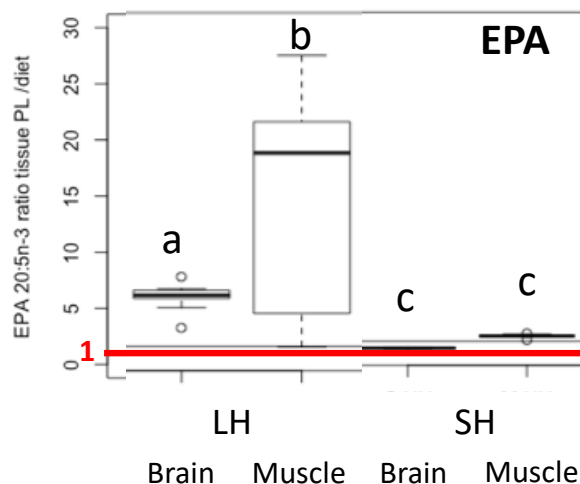 EPA
b
a
c
c
EPA 20:5n-3 ratio tissue PL /diet
30
25
20
15
10
5
1
0
LH SH
Brain Muscle Brain Muscle